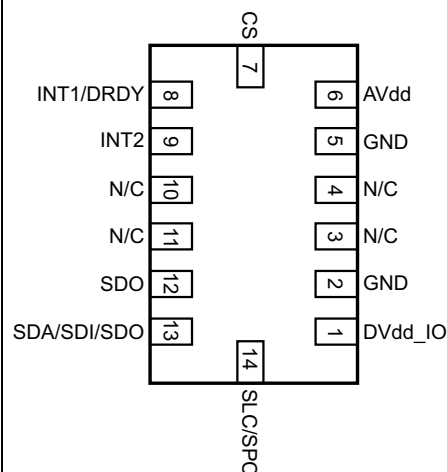 CS
7
INT1/DRDY 8 6 AVdd
INT2 9 5 GND
N/C 10 4 N/C
N/C 11 3 N/C
SDO 12 2 GND
SDA/SDI/SDO 13 1 DVdd_IO
14
SLC/SPC